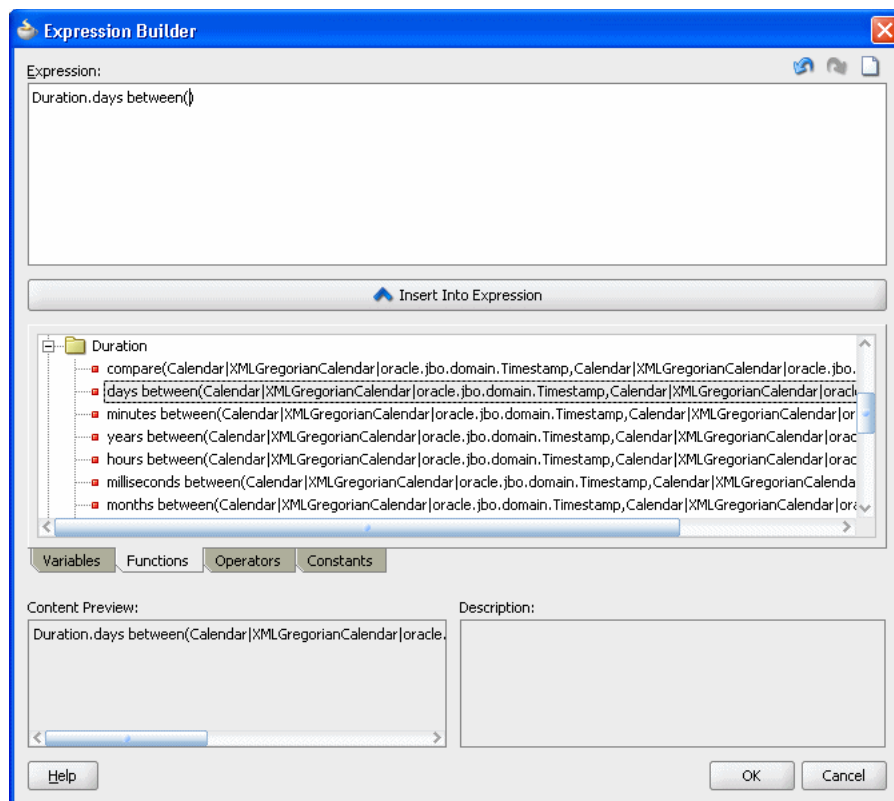 Expression Builder
Expression:
Duration.days between()
Insert Into Expression
Duration
compare(Calendar|XMLGregorianCalendar|oracle.jbo.domain.Timestamp,Calendar|XMLGregorianCalendar|oracle.jbo.
days between(Calendar|XMLGregorianCalendar|oracle.jbo.domain.Timestamp,Calendar|XMLGregorianCalendar|oracl
minutes between(Calendar|XMLGregorianCalendar|oracle.jbo.domain.Timestamp,Calendar|XMLGregorianCalendar|or
years between(Calendar|XMLGregorianCalendar|oracle.jbo.domain.Timestamp,Calendar|XMLGregorianCalendar|orac
hours between(Calendar|XMLGregorianCalendar|oracle.jbo.domain.Timestamp,Calendar|XMLGregorianCalendar|orac
milliseconds between(Calendar|XMLGregorianCalendar|oracle.jbo.domain.Timestamp,Calendar|XMLGregorianCalenda
months between(Calendar|XMLGregorianCalendar|oracle.jbo.domain.Timestamp,Calendar|XMLGregorianCalendar|ora
Variables Functions Operators Constants
Content Preview: Description:
Duration.days between(Calendar|XMLGregorianCalendar|oracle.
Help OK Cancel